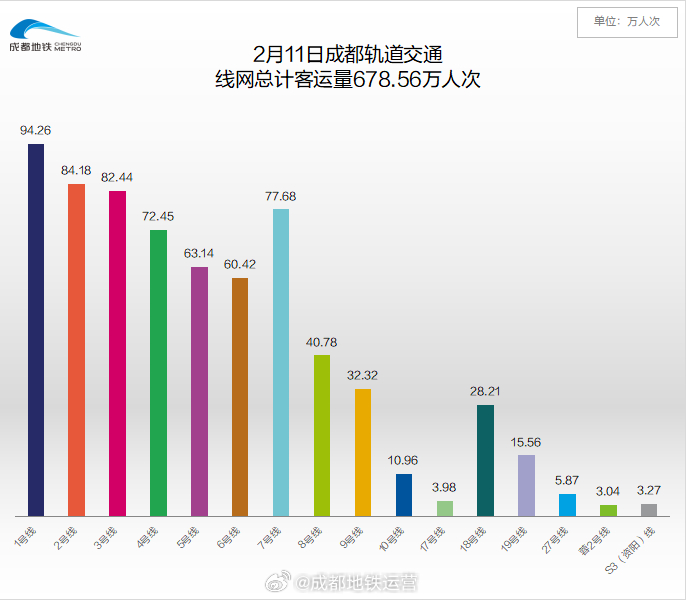 成都地铁 CHENGDU METRO
单位：万人次
2月11日成都轨道交通
线网总计客运量678.56万人次
94.26
84.18
82.44
72.45
63.14
60.42
77.68
40.78
32.32
10.96
3.98
28.21
15.56
5.87
3.04
3.27
1号线
2号线
3号线
4号线
5号线
6号线
7号线
8号线
9号线
10号线
17号线
18号线
19号线
27号线
蓉2号线
S3（资阳）线
@成都地铁运营